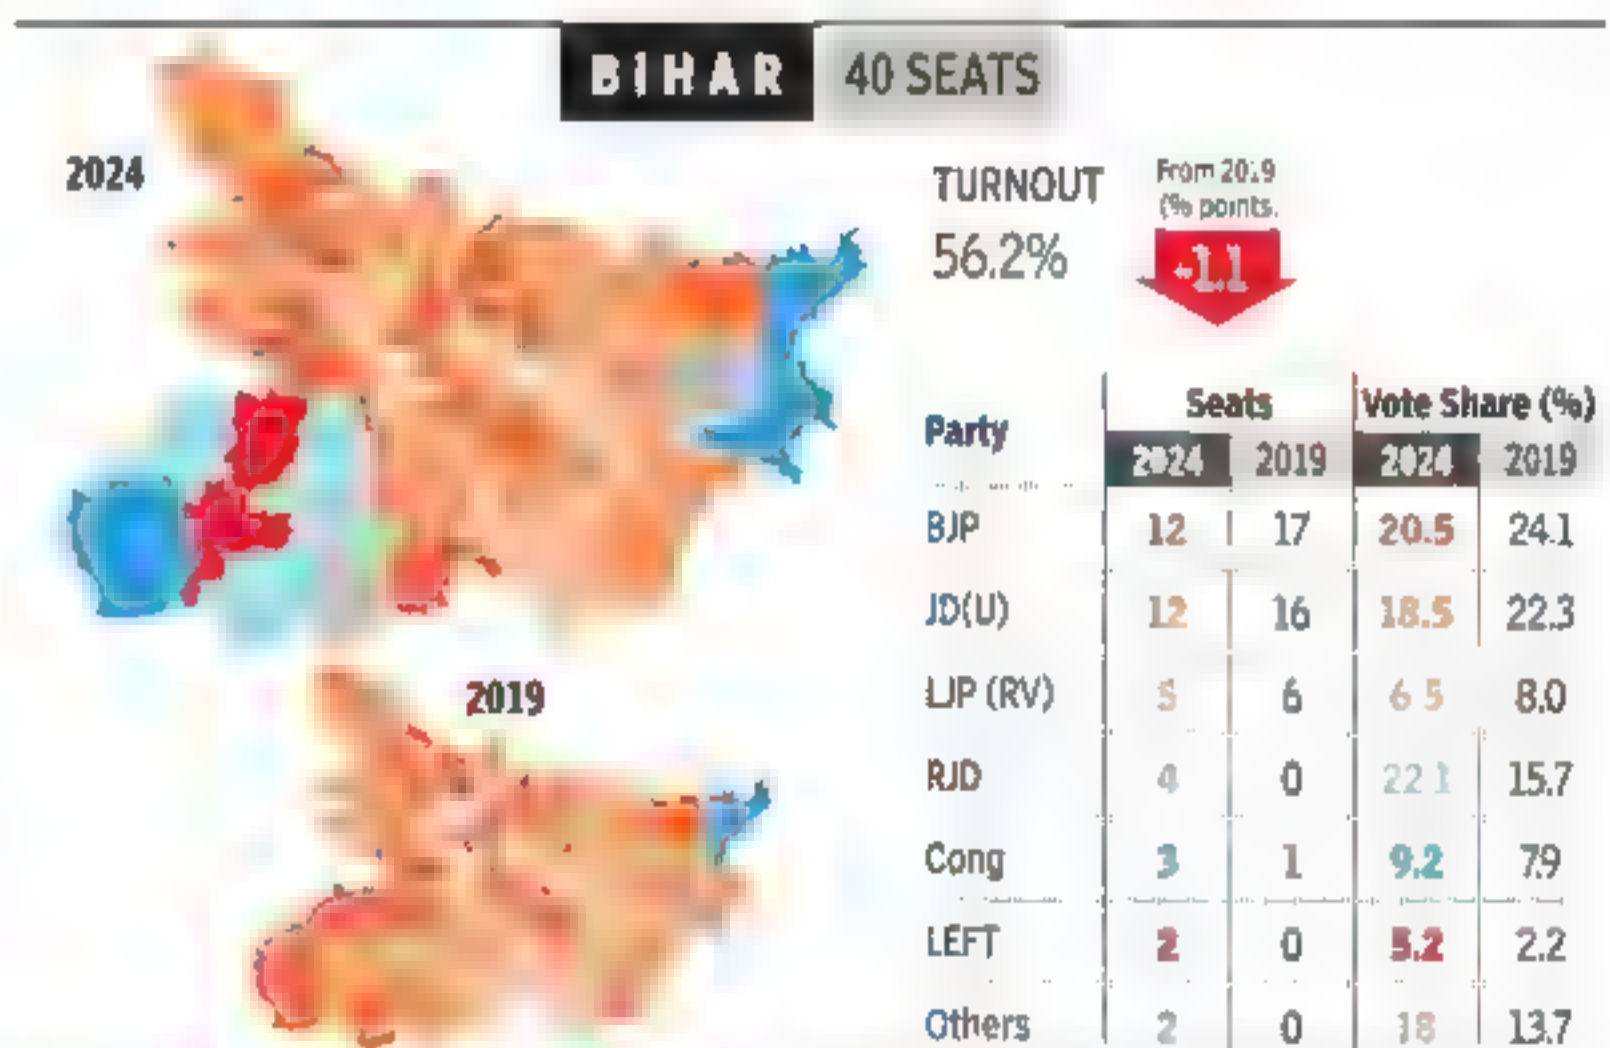 BIHAR 40 SEATS
2024
TURNOUT
56.2%
From 2019
(% points.
-1.1
2019
Party Seats Vote Share (%)
2024 2019 2024 2019
BJP 12 17 20.5 24.1
JD(U) 12 16 18.5 22.3
LJP (RV) 5 6 6 5 8.0
RJD 4 0 22 1 15.7
Cong 3 1 9.2 7.9
LEFT 2 0 5.2 2.2
Others 2 0 18 13.7